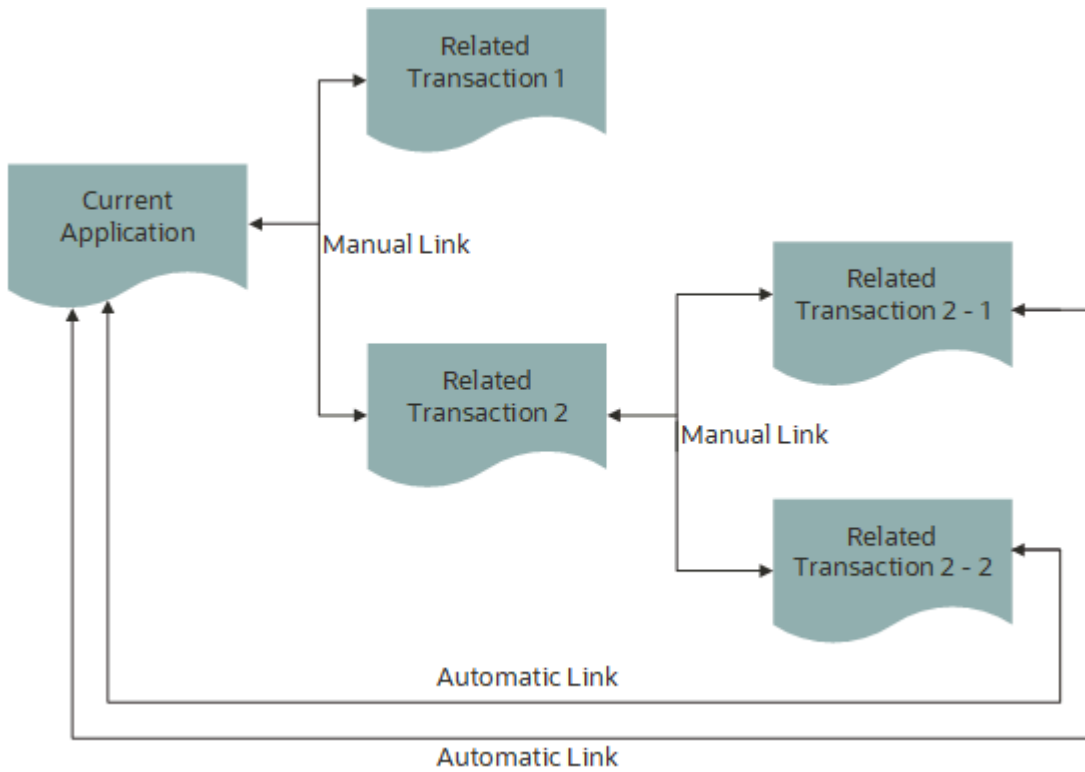 Related
Transaction 1
Current
Application
Manual Link
Related
Transaction 2 - 1
Related
Transaction 2
Manual Link
Related
Transaction 2 - 2
Automatic Link
Automatic Link